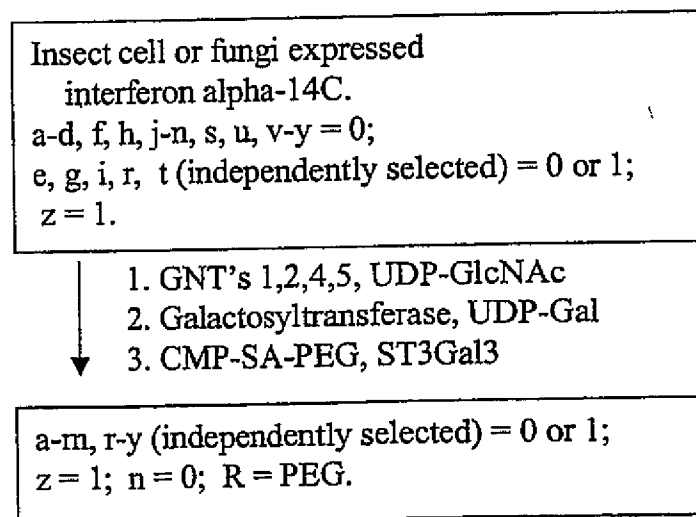 Insect cell or fungi expressed
interferon alpha-14C.
a-d, f, h, j-n, s, u, v-y = 0;
e, g, i, r, t (independently selected) = 0 or 1;
z = 1.
1. GNT's 1,2,4,5, UDP-GlcNAc
2. Galactosyltransferase, UDP-Gal
3. CMP-SA-PEG, ST3Gal3
a-m, r-y (independently selected) = 0 or 1;
z = 1; n = 0; R = PEG.